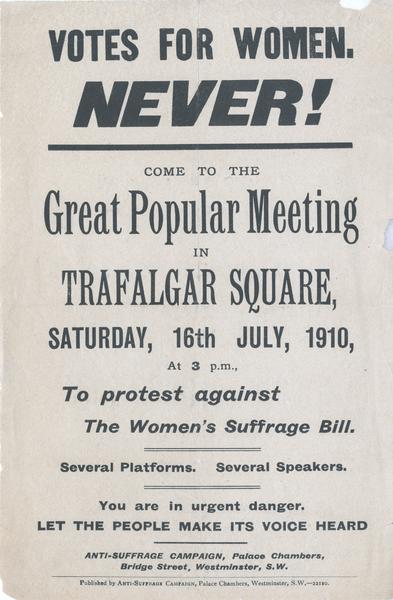 VOTES FOR WOMEN.
NEVER!
COME TO THE
Great Popular Meeting
IN
TRAFALGAR SQUARE,
SATURDAY, 16th JULY, 1910,
At 3 p.m.,
To protest against
The Women's Suffrage Bill.
Several Platforms. Several Speakers.
You are in urgent danger.
LET THE PEOPLE MAKE ITS VOICE HEARD
ANTI-SUFFRAGE CAMPAIGN, Palace Chambers,
Bridge Street, Westminster, S.W.
Published by ANTI-SUFFRAGE CAMPAIGN, Palace Chambers, Westminster, S.W.—22180.